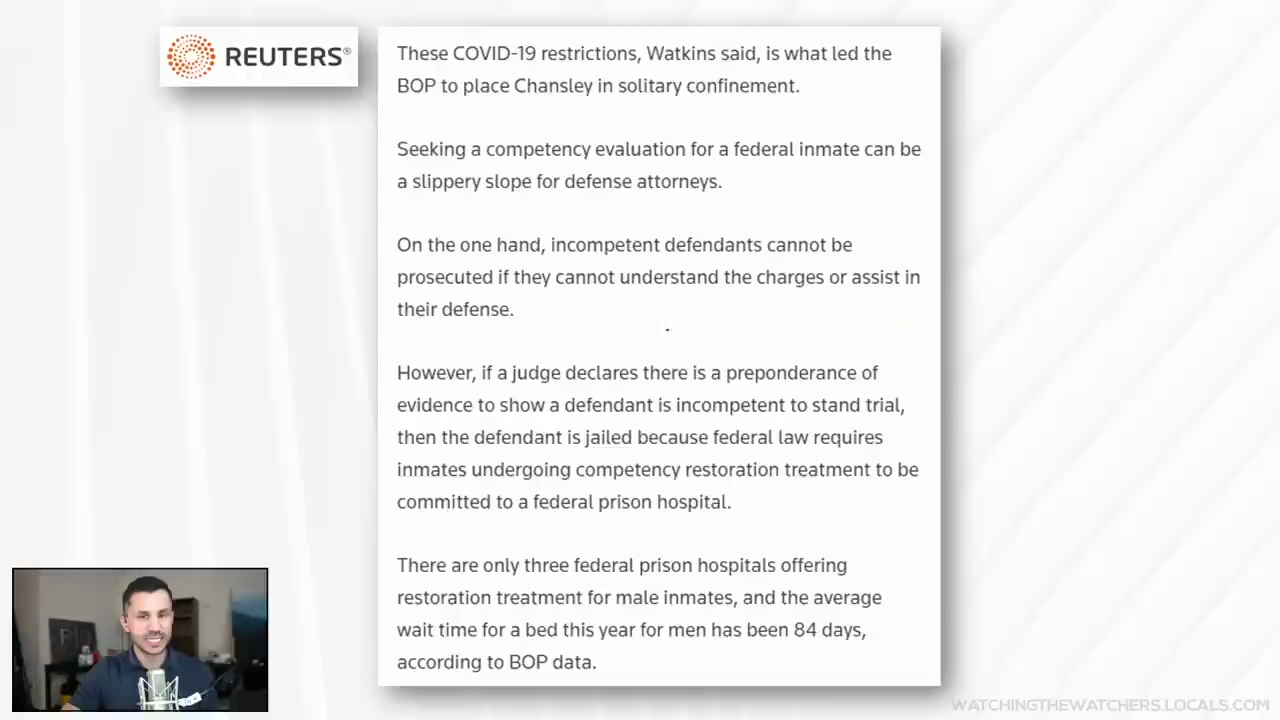 REUTERS®
These COVID-19 restrictions, Watkins said, is what led the
BOP to place Chansley in solitary confinement.
Seeking a competency evaluation for a federal inmate can be
a slippery slope for defense attorneys.
On the one hand, incompetent defendants cannot be
prosecuted if they cannot understand the charges or assist in
their defense.
However, if a judge declares there is a preponderance of
evidence to show a defendant is incompetent to stand trial,
then the defendant is jailed because federal law requires
inmates undergoing competency restoration treatment to be
committed to a federal prison hospital.
There are only three federal prison hospitals offering
restoration treatment for male inmates, and the average
wait time for a bed this year for men has been 84 days,
according to BOP data.
WATCHINGTHEWATCHERS.LOCALS.COM